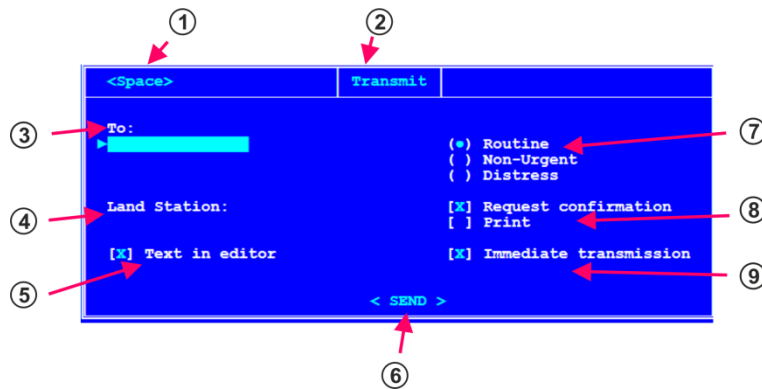 ① ②
<Space> Transmit
③ To:
(•) Routine ⑦
( ) Non-Urgent
( ) Distress
④ Land Station:
[X] Request confirmation ⑧
[ ] Print
⑤ [X] Text in editor
[X] Immediate transmission ⑨
< SEND >
⑥